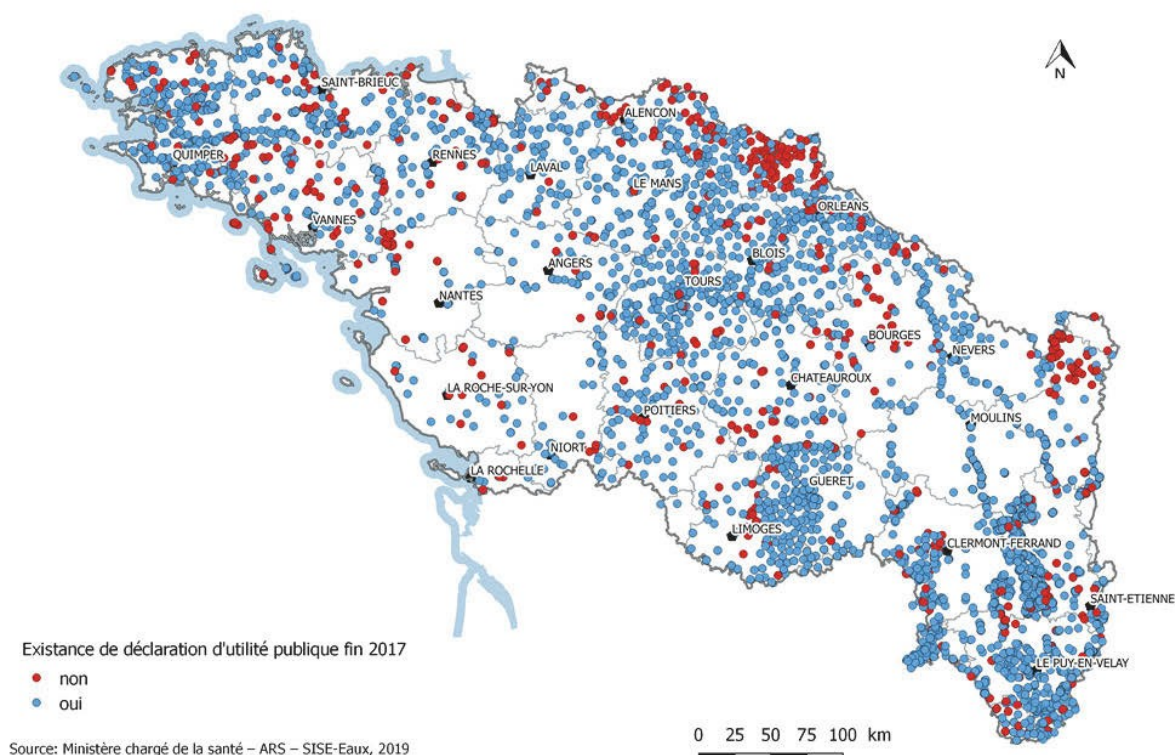 N
SAINT-BRIEUC
ALENCON
QUIMPER
RENNES
LAVAL
LE MANS
ORLEANS
VANNES
BLOIS
ANGERS
TOURS
NANTES
BOURGES
NEVERS
CHATEAUROUX
LA ROCHE-SUR-YON
POITIERS
MOULINS
NIORT
LA ROCHELLE
GUERET
LIMOGES
CLERMONT-FERRAND
SAINT-ETIENNE
LE PUY-EN-VELAY
Existance de déclaration d'utilité publique fin 2017
non
oui
0 25 50 75 100 km
Source: Ministère chargé de la santé – ARS – SISE-Eaux, 2019